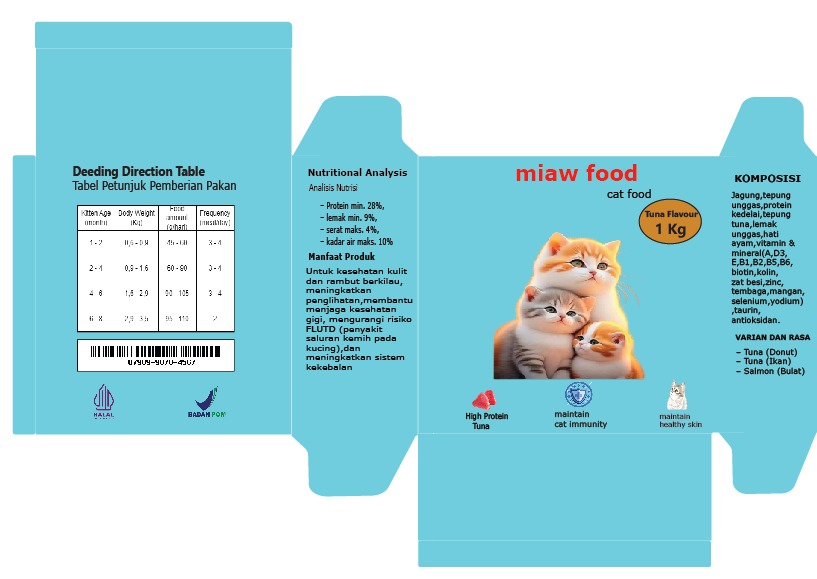 Deeding Direction Table
Tabel Petunjuk Pemberian Pakan
Kitten Age (month)
Body Weight (Kg)
Food amount (g/hari)
Frequency (mesd/day)
1 - 2
0,6 - 0,9
45 - 60
3 - 4
2 - 4
0,9 - 1,6
60 - 90
3 - 4
4 - 6
1,6 - 2,9
90 - 105
3 - 4
6 - 8
2,9 - 3,5
95 - 110
2
07909-9070-4567
HALAL
BADAN POM
Nutritional Analysis
Analisis Nutrisi
– Protein min. 28%,
– lemak min. 9%,
– serat maks. 4%,
– kadar air maks. 10%
Manfaat Produk
Untuk kesehatan kulit
dan rambut berkilau,
meningkatkan
penglihatan,membantu
menjaga kesehatan
gigi, mengurangi risiko
FLUTD (penyakit
saluran kemih pada
kucing),dan
meningkatkan sistem
kekebalan
miaw food
cat food
Tuna Flavour
1 Kg
High Protein
Tuna
maintain
cat immunity
maintain
healthy skin
KOMPOSISI
Jagung,tepung
unggas,protein
kedelai,tepung
tuna,lemak
unggas,hati
ayam,vitamin &
mineral(A,D3,
E,B1,B2,B5,B6,
biotin,kolin,
zat besi,zinc,
tembaga,mangan,
selenium,yodium)
,taurin,
antioksidan.
VARIAN DAN RASA
– Tuna (Donut)
– Tuna (Ikan)
– Salmon (Bulat)